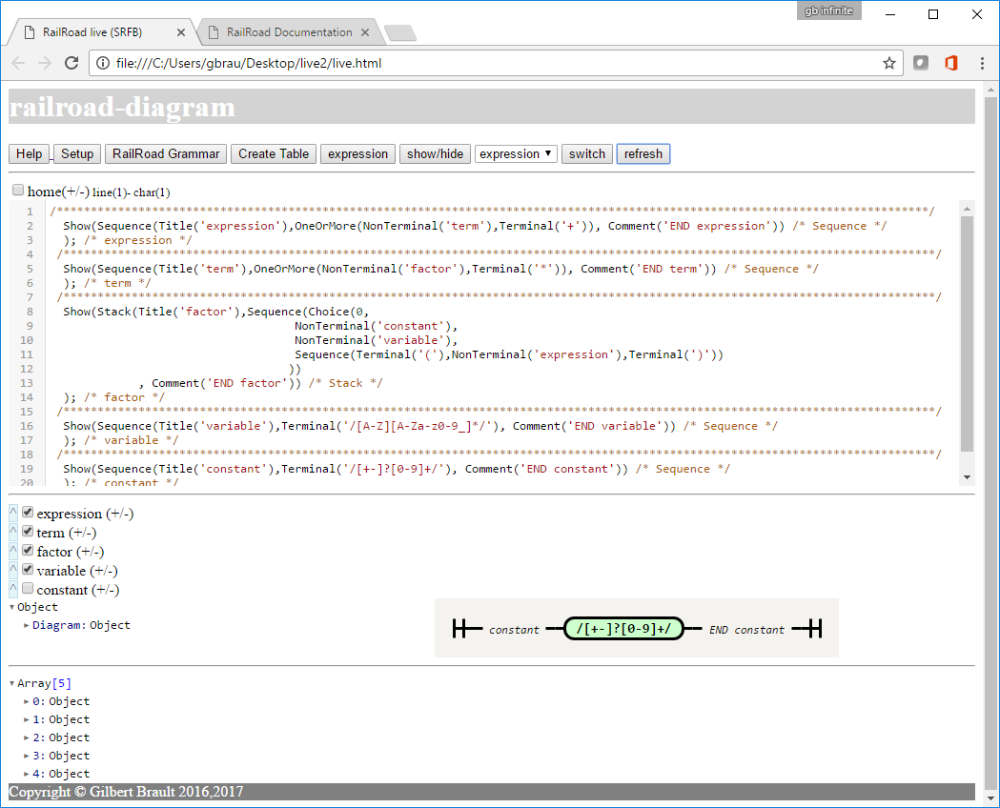 gb infinite
RailRoad live (SRFB)
RailRoad Documentation
file:///C:/Users/gbrau/Desktop/live2/live.html
railroad-diagram
Help Setup RailRoad Grammar Create Table expression show/hide expression switch refresh
home(+/-) line(1)- char(1)
1 /********************************************************************************************************************************/
2 Show(Sequence(Title('expression'),OneOrMore(NonTerminal('term'),Terminal('+')), Comment('END expression')) /* Sequence */
3 ); /* expression */
4 /********************************************************************************************************************************/
5 Show(Sequence(Title('term'),OneOrMore(NonTerminal('factor'),Terminal('*')), Comment('END term')) /* Sequence */
6 ); /* term */
7 /********************************************************************************************************************************/
8 Show(Stack(Title('factor'),Sequence(Choice(0,
9 NonTerminal('constant'),
10 NonTerminal('variable'),
11 Sequence(Terminal('('),NonTerminal('expression'),Terminal(')'))
12 ))
13 , Comment('END factor')) /* Stack */
14 ); /* factor */
15 /********************************************************************************************************************************/
16 Show(Sequence(Title('variable'),Terminal('/[A-Z][A-Za-z0-9_]*/'), Comment('END variable')) /* Sequence */
17 ); /* variable */
18 /********************************************************************************************************************************/
19 Show(Sequence(Title('constant'),Terminal('/[+-]?[0-9]+/'), Comment('END constant')) /* Sequence */
20 ); /* constant */
^ expression (+/-)
^ term (+/-)
^ factor (+/-)
^ variable (+/-)
^ constant (+/-)
Object
Diagram: Object
constant /[+-]?[0-9]+/ END constant
Array[5]
0: Object
1: Object
2: Object
3: Object
4: Object
Copyright © Gilbert Brault 2016,2017